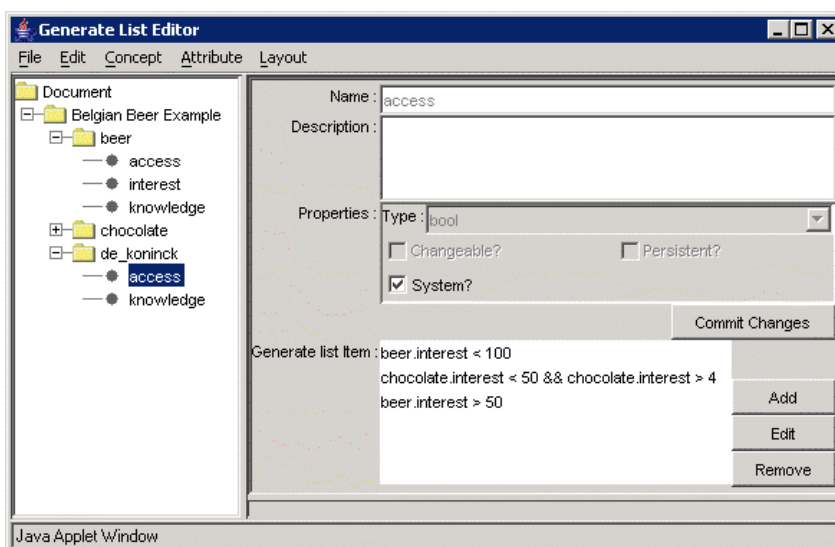 Generate List Editor
File Edit Concept Attribute Layout
Document
Belgian Beer Example
beer
access
interest
knowledge
chocolate
de_koninck
access
knowledge
Name : access
Description :
Properties : Type : bool
Changeable? Persistent?
System?
Commit Changes
Generate list Item : beer.interest < 100
chocolate.interest < 50 && chocolate.interest > 4
beer.interest > 50
Add
Edit
Remove
Java Applet Window